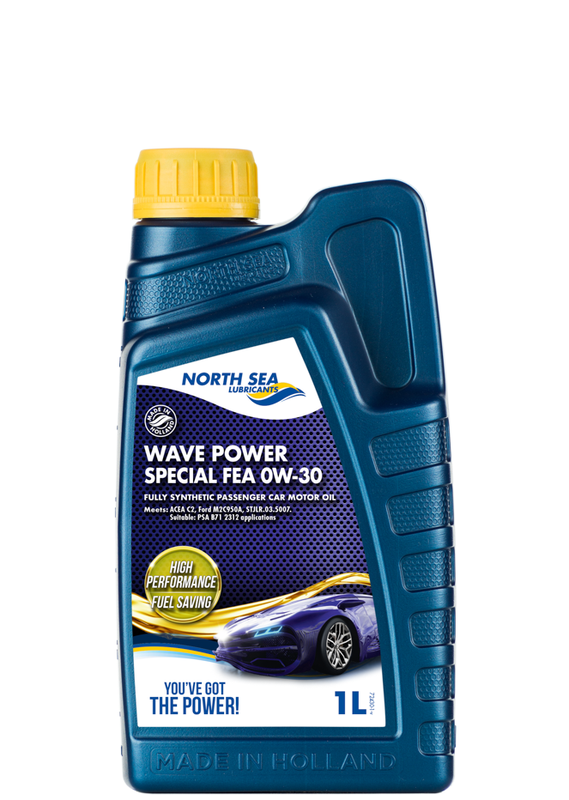 NORTH SEA
LUBRICANTS
MADE IN
HOLLAND
WAVE POWER
SPECIAL FEA 0W-30
FULLY SYNTHETIC PASSENGER CAR MOTOR OIL
Meets: ACEA C2, Ford M2C950A, STJLR.03.5007.
Suitable: PSA B71 2312 applications
HIGH
PERFORMANCE
FUEL SAVING
YOU'VE GOT
THE POWER!
1L
MADE IN HOLLAND